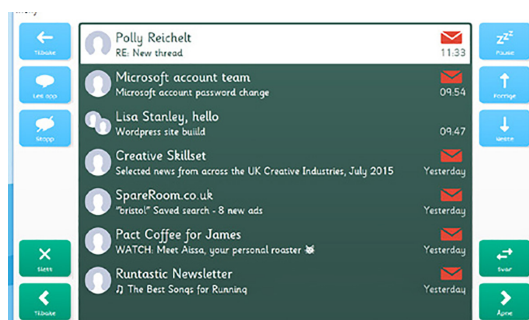 Tilbake
Les opp
Stopp
Slett
Tilbake
Polly Reichelt
RE: New thread
11:33
Microsoft account team
Microsoft account password change
09:54
Lisa Stanley, hello
Wordpress site buiild
09:47
Creative Skillset
Selected news from across the UK Creative Industries, July 2015
Yesterday
SpareRoom.co.uk
"bristol" Saved search - 8 new ads
Yesterday
Pact Coffee for James
WATCH: Meet Aissa, your personal roaster
Yesterday
Runtastic Newsletter
♫ The Best Songs for Running
Yesterday
zzz
Pause
Forrige
Neste
Svar
Åpne